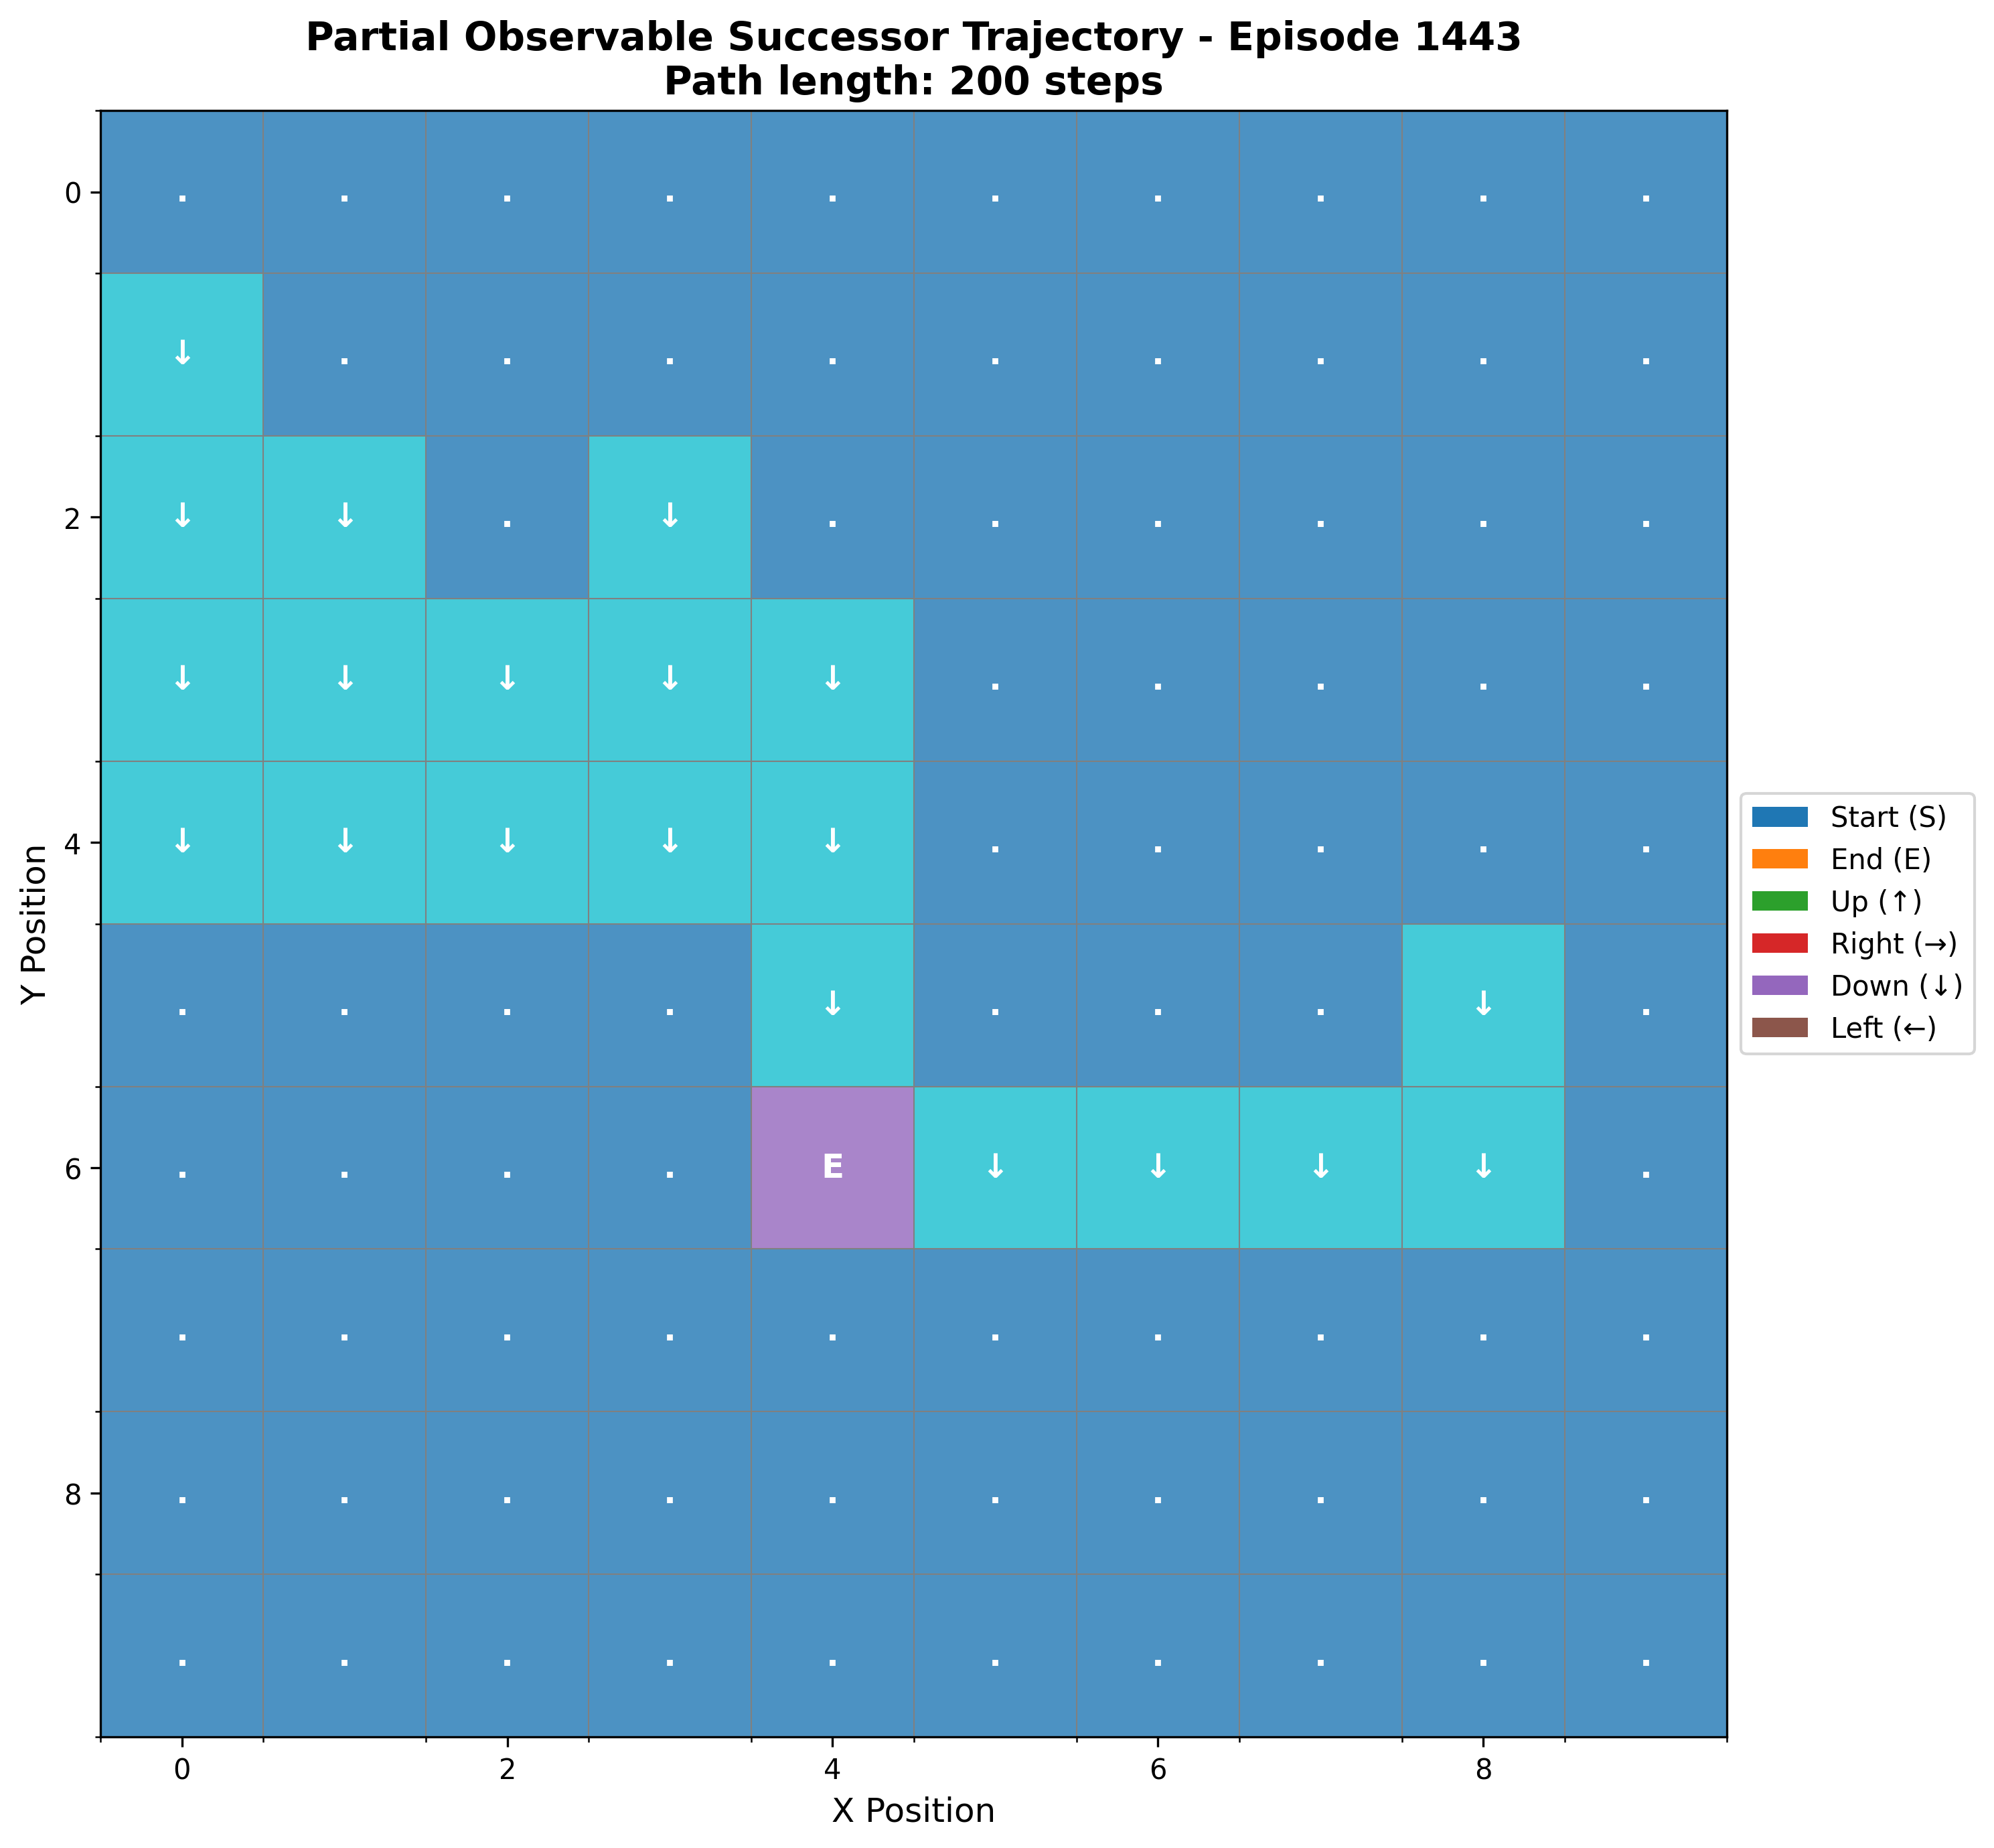 Partial Observable Successor Trajectory - Episode 1443
Path length: 200 steps
0 . . . . . . . . . .
↓ . . . . . . . . .
2 ↓ ↓ . ↓ . . . . . .
↓ ↓ ↓ ↓ ↓ . . . . .
4 ↓ ↓ ↓ ↓ ↓ . . . . .
. . . . ↓ . . . ↓ .
6 . . . . E ↓ ↓ ↓ ↓ .
. . . . . . . . . .
8 . . . . . . . . . .
. . . . . . . . . .
0 2 4 6 8
X Position
Y Position
Start (S)
End (E)
Up (↑)
Right (→)
Down (↓)
Left (←)